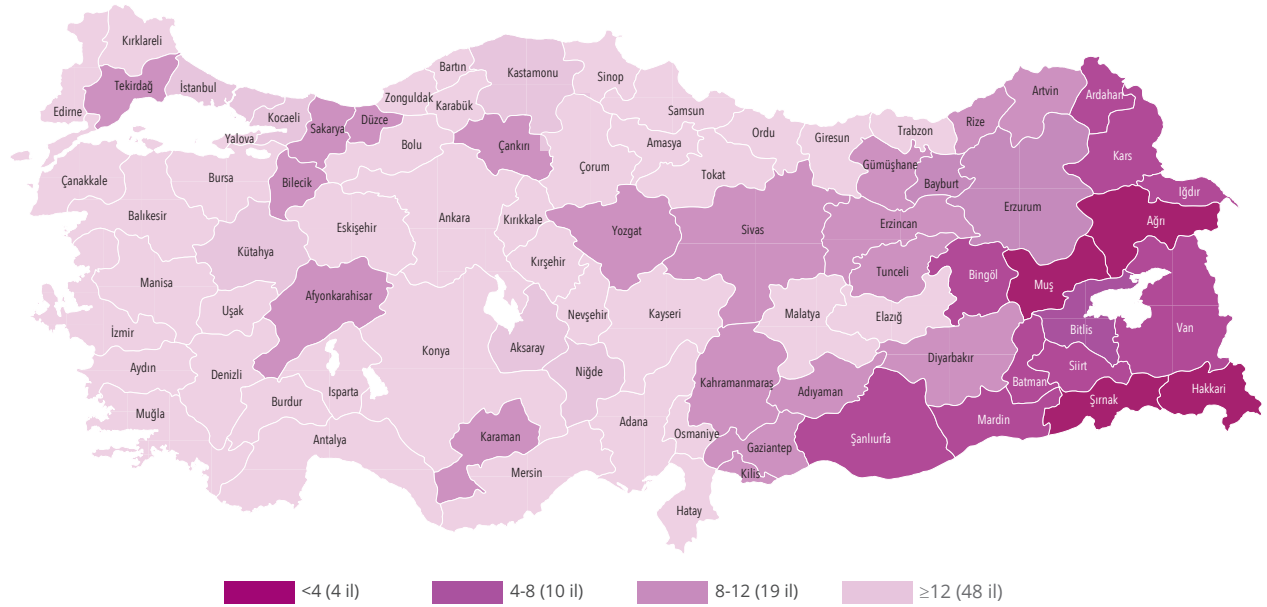 Kırklareli
Tekirdağ
İstanbul
Edirne
Kocaeli
Yalova
Sakarya
Düzce
Zonguldak
Bartın
Karabük
Kastamonu
Sinop
Samsun
Bolu
Çankırı
Çorum
Amasya
Ordu
Giresun
Trabzon
Rize
Artvin
Ardahan
Kars
Gümüşhane
Bayburt
Erzurum
Iğdır
Ağrı
Çanakkale
Bursa
Bilecik
Balıkesir
Eskişehir
Ankara
Kırıkkale
Yozgat
Tokat
Sivas
Erzincan
Tunceli
Bingöl
Muş
Kütahya
Kırşehir
Manisa
Uşak
Afyonkarahisar
Konya
Aksaray
Nevşehir
Kayseri
Malatya
Elazığ
Bitlis
Van
İzmir
Aydın
Denizli
Isparta
Burdur
Niğde
Kahramanmaraş
Adıyaman
Diyarbakır
Batman
Siirt
Şırnak
Hakkari
Muğla
Antalya
Karaman
Mersin
Adana
Osmaniye
Gaziantep
Kilis
Şanlıurfa
Mardin
Hatay
<4 (4 il)
4-8 (10 il)
8-12 (19 il)
≥12 (48 il)